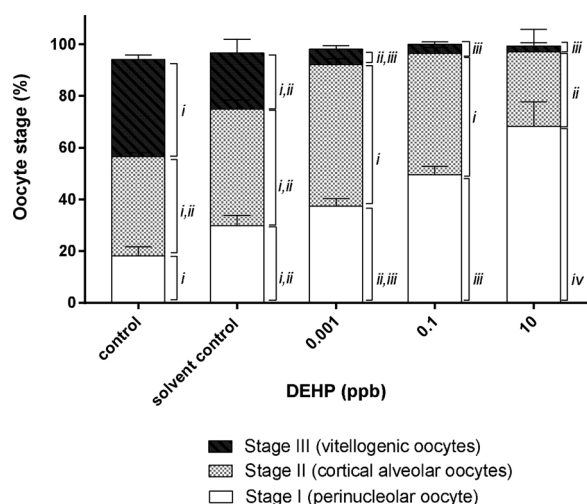 Oocyte stage (%)
100
80
60
40
20
0
i
i,ii
i
i,ii
i,ii
i,ii
ii,iii
i
ii,iii
iii
i
iii
iii
ii
iv
control
solvent control
0.001
0.1
10
DEHP (ppb)
Stage III (vitellogenic oocytes)
Stage II (cortical alveolar oocytes)
Stage I (perinucleolar oocyte)